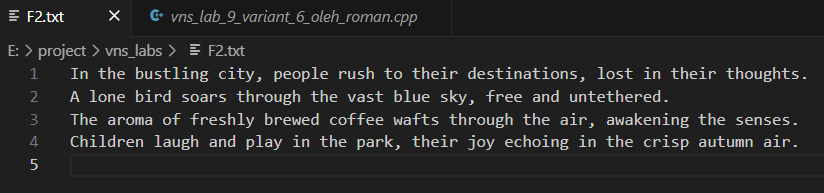 F2.txt × vns_lab_9_variant_6_oleh_roman.cpp
E: > project > vns_labs > F2.txt
1 In the bustling city, people rush to their destinations, lost in their thoughts.
2 A lone bird soars through the vast blue sky, free and untethered.
3 The aroma of freshly brewed coffee wafts through the air, awakening the senses.
4 Children laugh and play in the park, their joy echoing in the crisp autumn air.
5